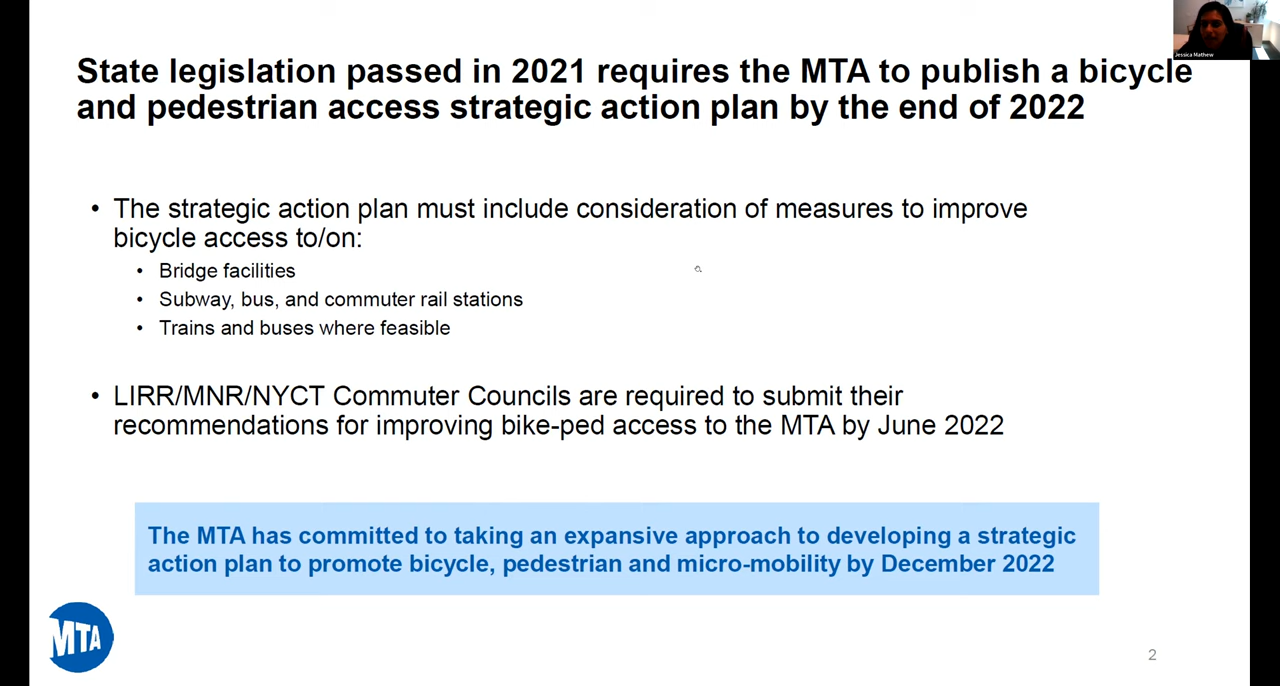 Jessica Mathew
State legislation passed in 2021 requires the MTA to publish a bicycle
and pedestrian access strategic action plan by the end of 2022
• The strategic action plan must include consideration of measures to improve
bicycle access to/on:
• Bridge facilities
• Subway, bus, and commuter rail stations
• Trains and buses where feasible
• LIRR/MNR/NYCT Commuter Councils are required to submit their
recommendations for improving bike-ped access to the MTA by June 2022
The MTA has committed to taking an expansive approach to developing a strategic
action plan to promote bicycle, pedestrian and micro-mobility by December 2022
MTA
2